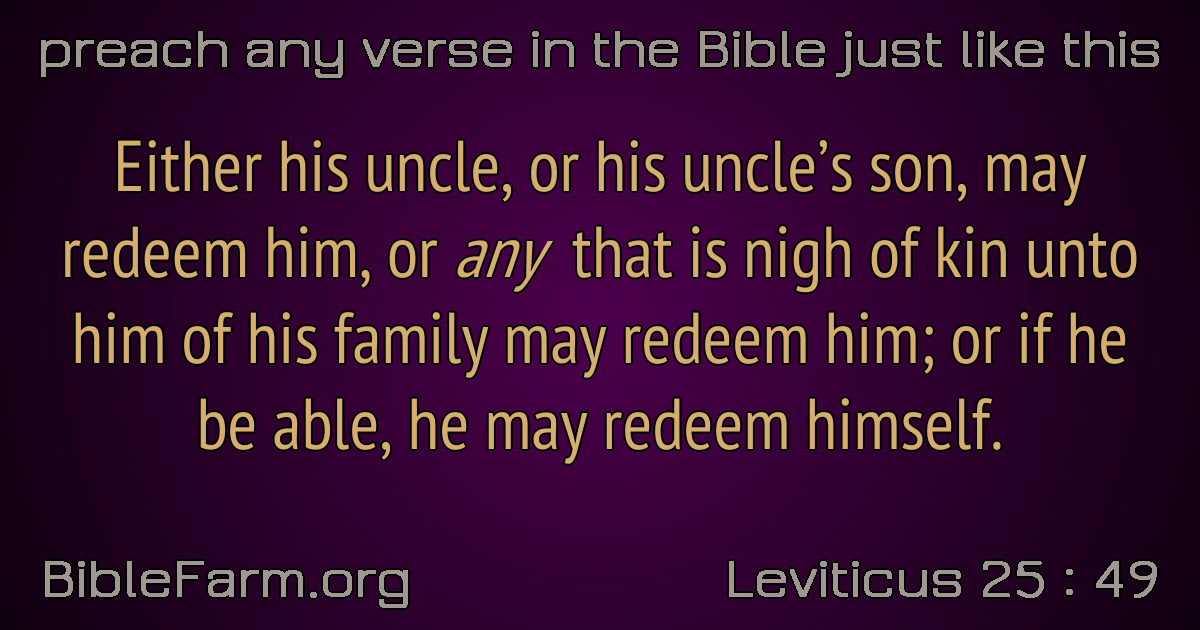 preach any verse in the Bible just like this
Either his uncle, or his uncle’s son, may
redeem him, or any that is nigh of kin unto
him of his family may redeem him; or if he
be able, he may redeem himself.
BibleFarm.org
Leviticus 25 : 49